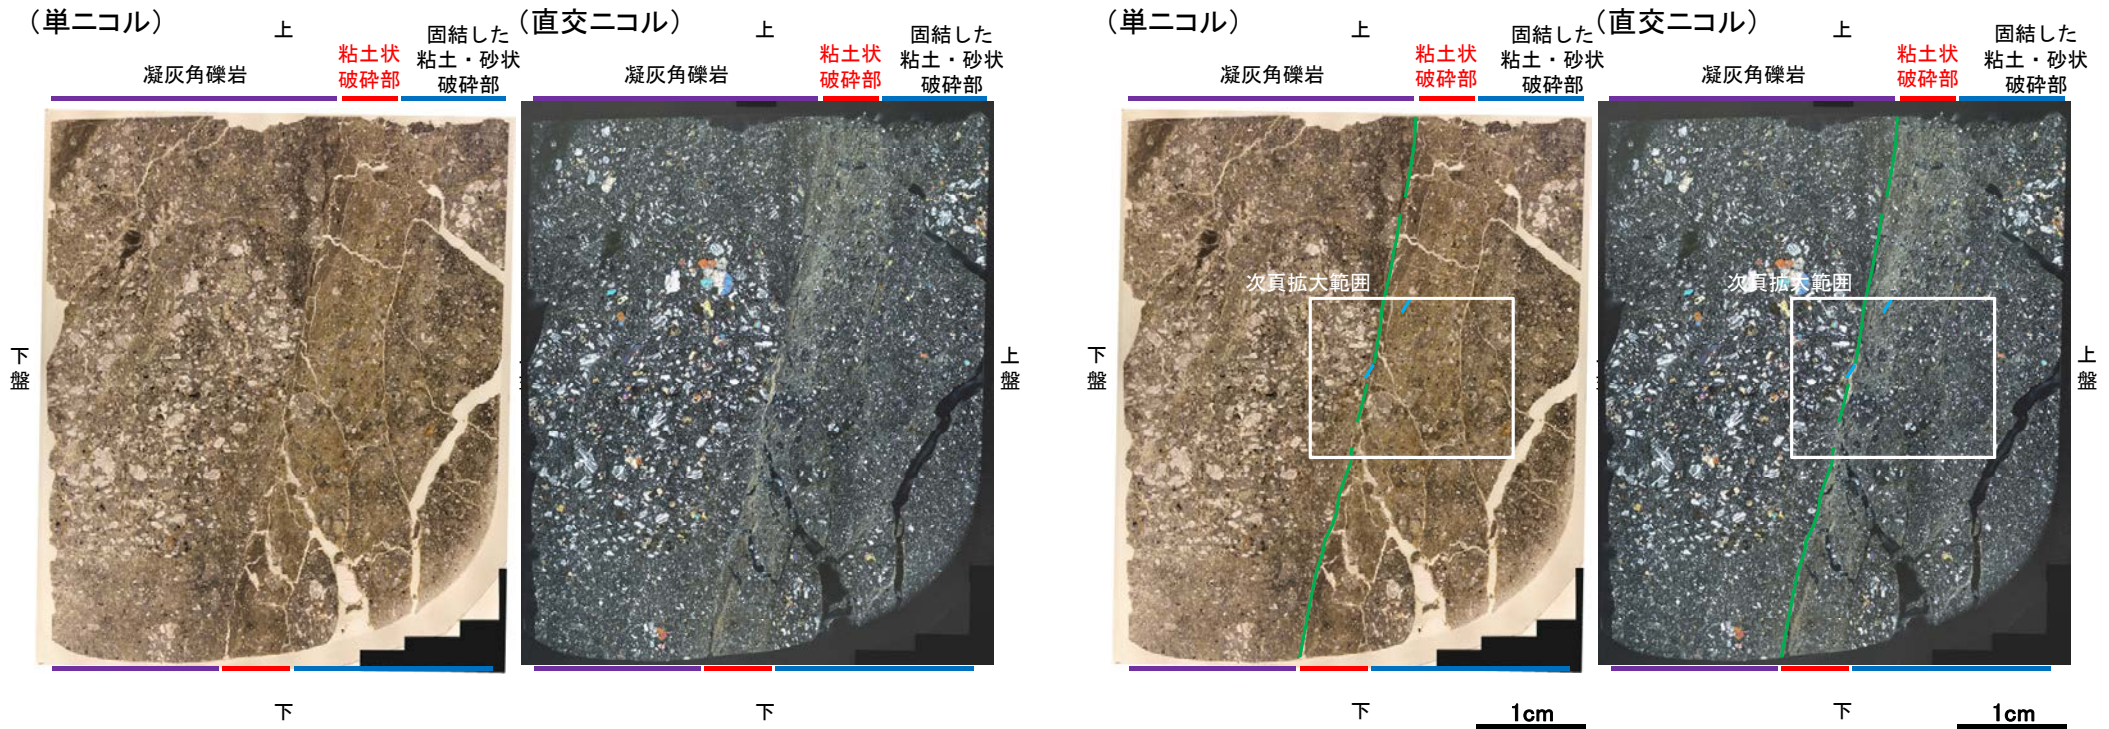 (単ニコル)
上
凝灰角礫岩
粘土状
破砕部
固結した
粘土・砂状
破砕部
下
盤
下
(直交ニコル)
上
凝灰角礫岩
粘土状
破砕部
固結した
粘土・砂状
破砕部
上
盤
下
(単ニコル)
上
凝灰角礫岩
粘土状
破砕部
固結した
粘土・砂状
破砕部
次頁拡大範囲
下
盤
下
1cm
(直交ニコル)
上
凝灰角礫岩
粘土状
破砕部
固結した
粘土・砂状
破砕部
次頁拡大範囲
上
盤
下
1cm